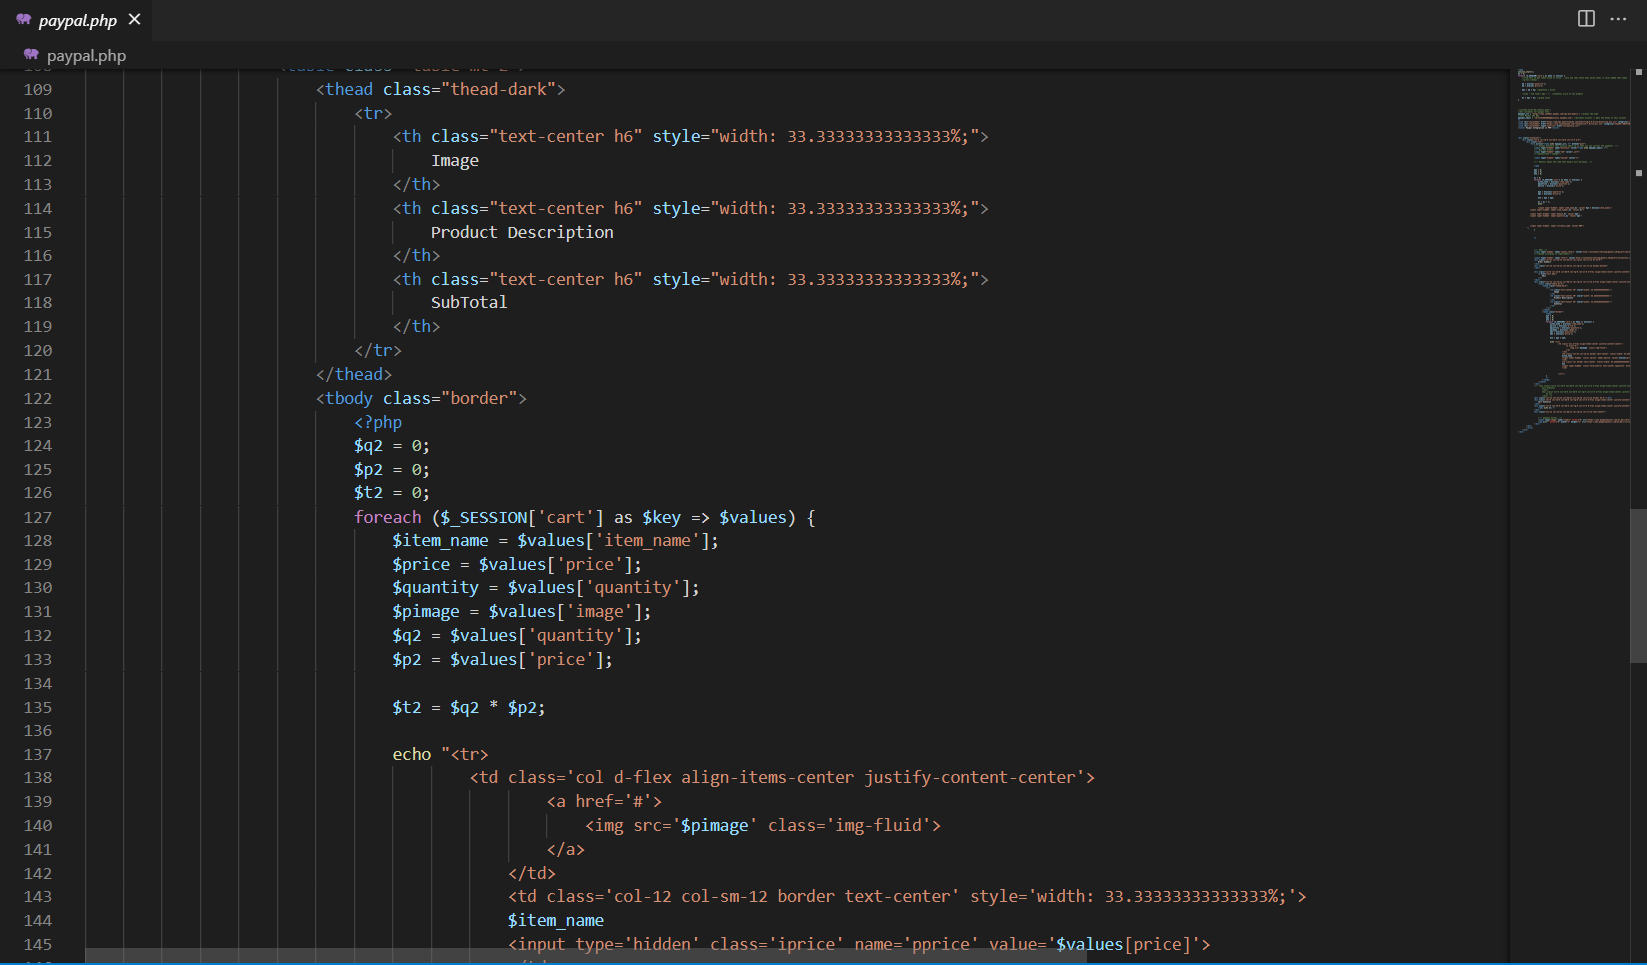 paypal.php
paypal.php
109 <thead class="thead-dark">
110 <tr>
111 <th class="text-center h6" style="width: 33.33333333333333%;">
112 Image
113 </th>
114 <th class="text-center h6" style="width: 33.33333333333333%;">
115 Product Description
116 </th>
117 <th class="text-center h6" style="width: 33.33333333333333%;">
118 SubTotal
119 </th>
120 </tr>
121 </thead>
122 <tbody class="border">
123 <?php
124 $q2 = 0;
125 $p2 = 0;
126 $t2 = 0;
127 foreach ($_SESSION['cart'] as $key => $values) {
128 $item_name = $values['item_name'];
129 $price = $values['price'];
130 $quantity = $values['quantity'];
131 $pimage = $values['image'];
132 $q2 = $values['quantity'];
133 $p2 = $values['price'];
134
135 $t2 = $q2 * $p2;
136
137 echo "<tr>
138 <td class='col d-flex align-items-center justify-content-center'>
139 <a href='#'>
140 <img src='$pimage' class='img-fluid'>
141 </a>
142 </td>
143 <td class='col-12 col-sm-12 border text-center' style='width: 33.33333333333333%;'>
144 $item_name
145 <input type='hidden' class='iprice' name='pprice' value='$values[price]'>